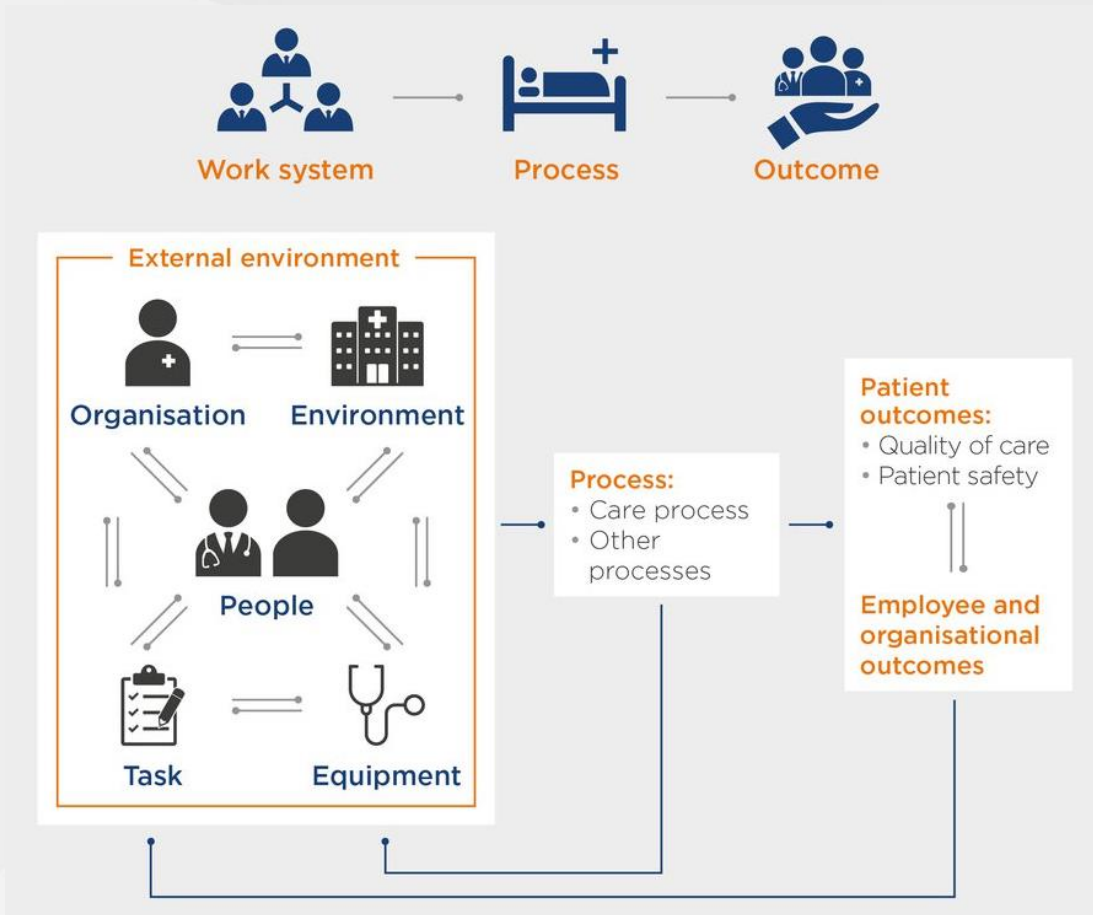 Work system
Process
Outcome
External environment
Organisation
Environment
People
Task
Equipment
Process:
• Care process
• Other
processes
Patient
outcomes:
• Quality of care
• Patient safety
Employee and
organisational
outcomes